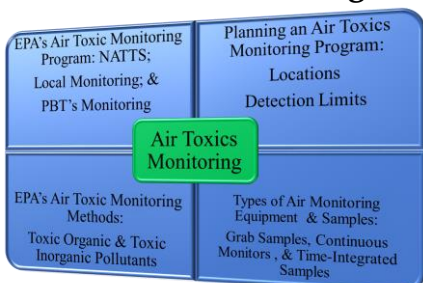 EPA's Air Toxic Monitoring
Program: NATTS;
Local Monitoring; &
PBT's Monitoring
Planning an Air Toxics
Monitoring Program:
Locations
Detection Limits
Air Toxics
Monitoring
EPA's Air Toxic Monitoring
Methods:
Toxic Organic & Toxic
Inorganic Pollutants
Types of Air Monitoring
Equipment & Samples:
Grab Samples, Continuous
Monitors , & Time-Integrated
Samples